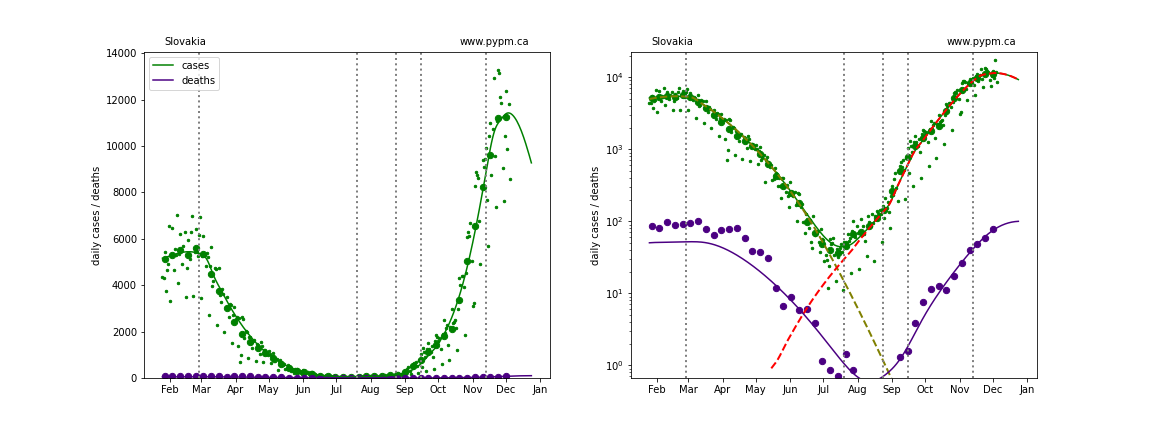 Slovakia www.pypm.ca
cases
deaths
daily cases / deaths
14000
12000
10000
8000
6000
4000
2000
0
Feb Mar Apr May Jun Jul Aug Sep Oct Nov Dec Jan
Slovakia www.pypm.ca
daily cases / deaths
10⁴
10³
10²
10¹
10⁰
Feb Mar Apr May Jun Jul Aug Sep Oct Nov Dec Jan